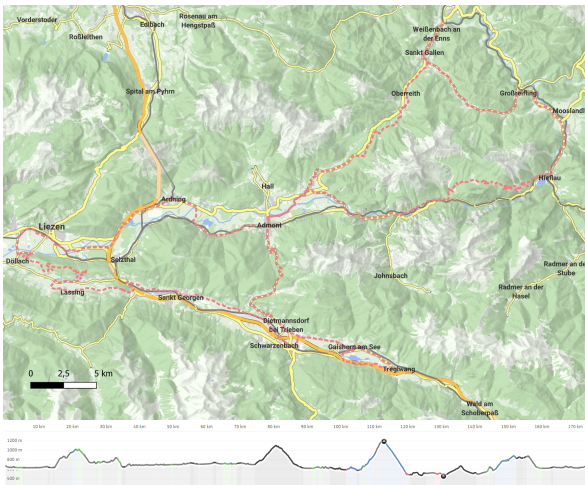 Vorderstoder
Edlbach
Rosenau am
Hengstpaß
Roßleithen
Weißenbach an
der Enns
Sankt Gallen
Spital am Pyhrn
Oberreith
Großreifling
Mooslandl
Hieflau
Hall
Ardning
Admont
Liezen
Selzthal
Döllach
Lassing
Johnsbach
Radmer an der
Stube
Radmer an der
Hasel
Sankt Georgen
Dietmannsdorf
bei Trieben
Schwarzenbach
Gaishorn am See
Treglwang
Wald am
Schoberpaß
0 2,5 5 km
10 km 20 km 30 km 40 km 50 km 60 km 70 km 80 km 90 km 100 km 110 km 120 km 130 km 140 km 150 km 160 km 170 km
1200 m
1000 m
800 m
600 m